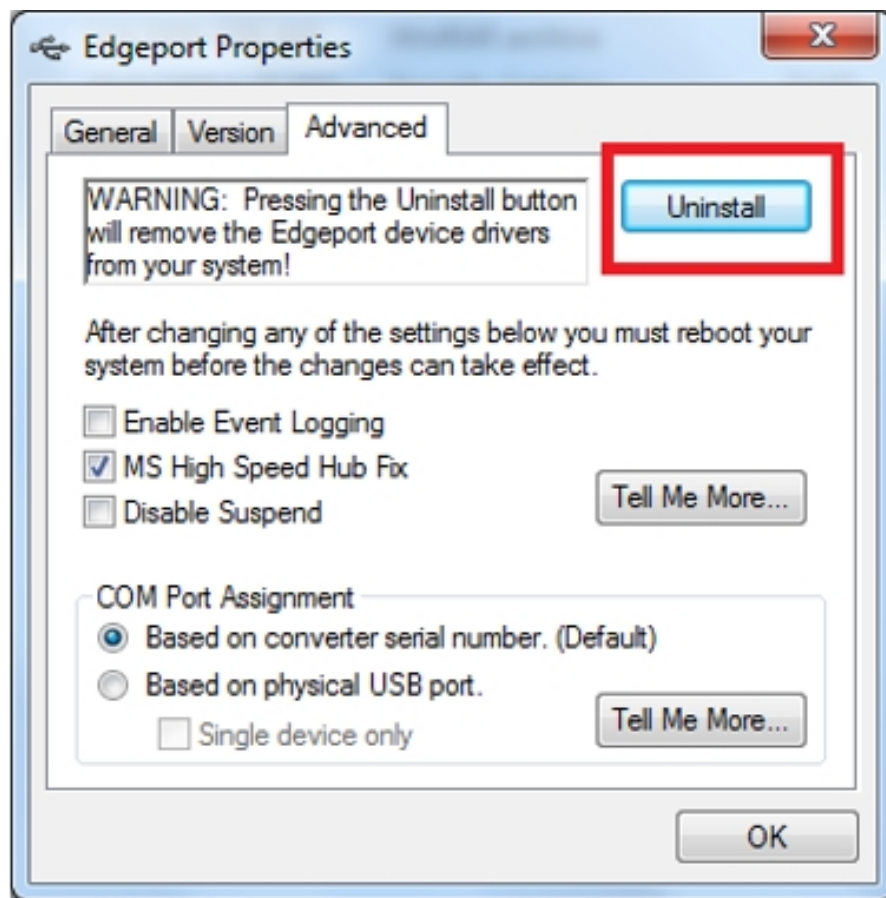 Edgeport Properties
General Version Advanced
WARNING: Pressing the Uninstall button
will remove the Edgeport device drivers
from your system!
Uninstall
After changing any of the settings below you must reboot your
system before the changes can take effect.
Enable Event Logging
MS High Speed Hub Fix
Disable Suspend
Tell Me More...
COM Port Assignment
Based on converter serial number. (Default)
Based on physical USB port.
Single device only
Tell Me More...
OK